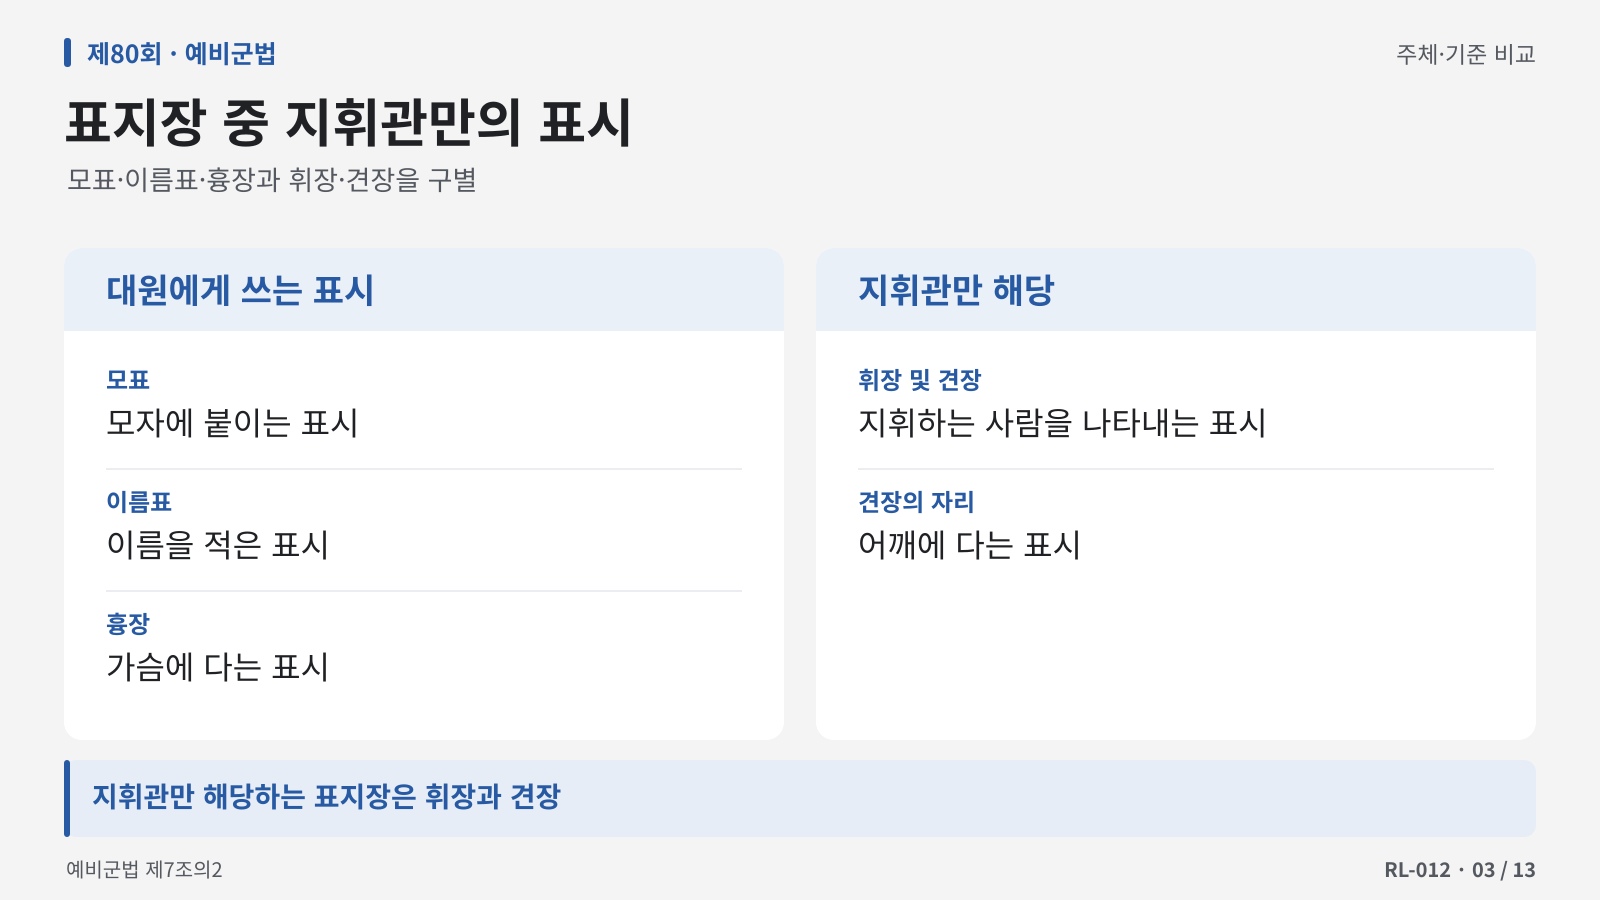 제80회 · 예비군법
주체·기준 비교
표지장 중 지휘관만의 표시
모표·이름표·흉장과 휘장·견장을 구별
대원에게 쓰는 표시
모표
모자에 붙이는 표시
이름표
이름을 적은 표시
흉장
가슴에 다는 표시
지휘관만 해당
휘장 및 견장
지휘하는 사람을 나타내는 표시
견장의 자리
어깨에 다는 표시
지휘관만 해당하는 표지장은 휘장과 견장
예비군법 제7조의2
RL-012 · 03 / 13